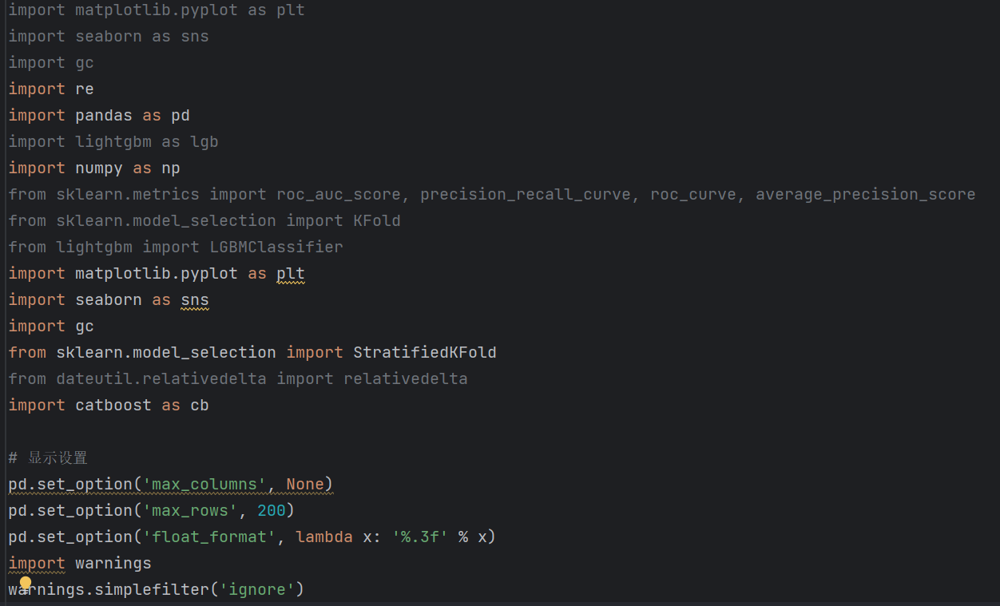 import matplotlib.pyplot as plt
import seaborn as sns
import gc
import re
import pandas as pd
import lightgbm as lgb
import numpy as np
from sklearn.metrics import roc_auc_score, precision_recall_curve, roc_curve, average_precision_score
from sklearn.model_selection import KFold
from lightgbm import LGBMClassifier
import matplotlib.pyplot as plt
import seaborn as sns
import gc
from sklearn.model_selection import StratifiedKFold
from dateutil.relativedelta import relativedelta
import catboost as cb
# 显示设置
pd.set_option('max_columns', None)
pd.set_option('max_rows', 200)
pd.set_option('float_format', lambda x: '%.3f' % x)
import warnings
warnings.simplefilter('ignore')